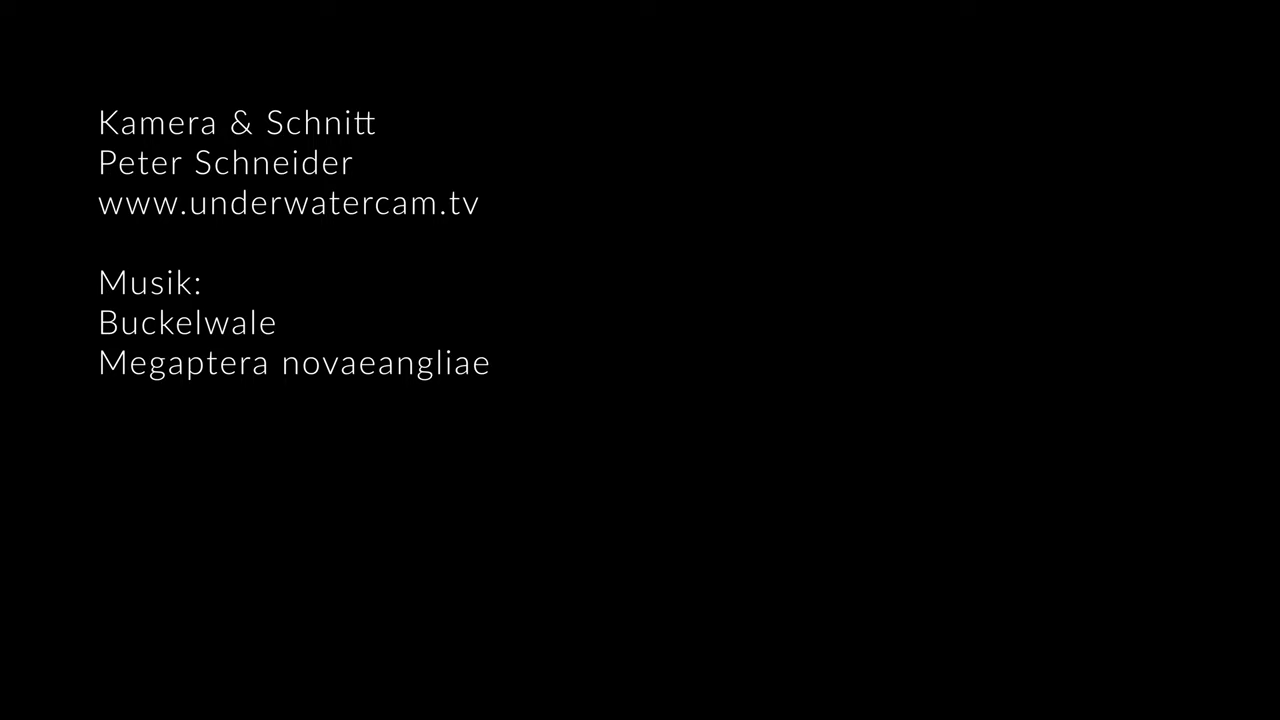 Kamera & Schnitt
Peter Schneider
www.underwatercam.tv
Musik:
Buckelwale
Megaptera novaeangliae